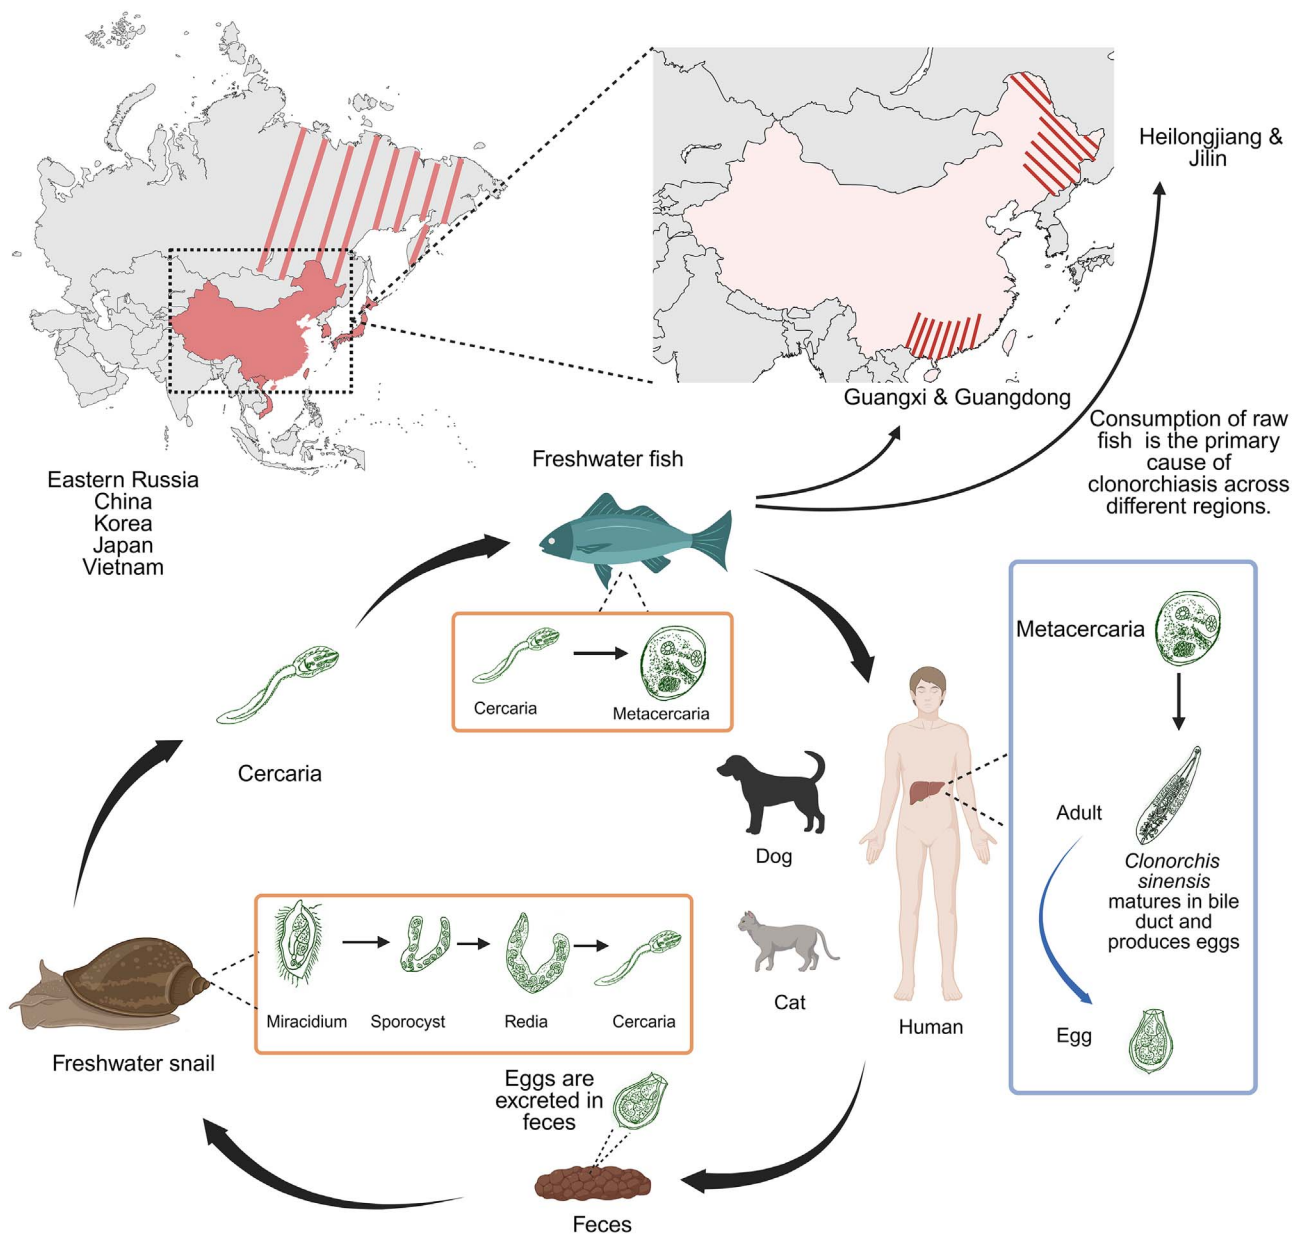 Heilongjiang &
Jilin
Guangxi & Guangdong
Consumption of raw
fish is the primary
cause of
clonorchiasis across
different regions.
Eastern Russia
China
Korea
Japan
Vietnam
Freshwater fish
Cercaria
Metacercaria
Cercaria
Metacercaria
Adult
Clonorchis
sinensis
matures in bile
duct and
produces eggs
Egg
Dog
Cat
Human
Miracidium
Sporocyst
Redia
Cercaria
Freshwater snail
Eggs are
excreted in
feces
Feces